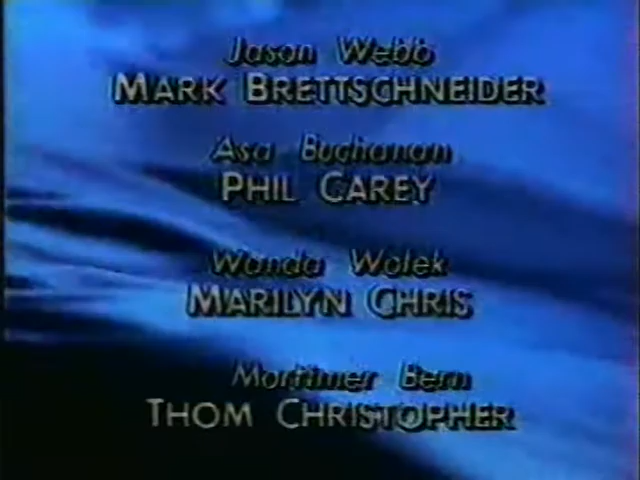 Jason Webb
MARK BRETTSCHNEIDER
Asa Buchanan
PHIL CAREY
Wanda Wolek
MARILYN CHRIS
Mortimer Bern
THOM CHRISTOPHER